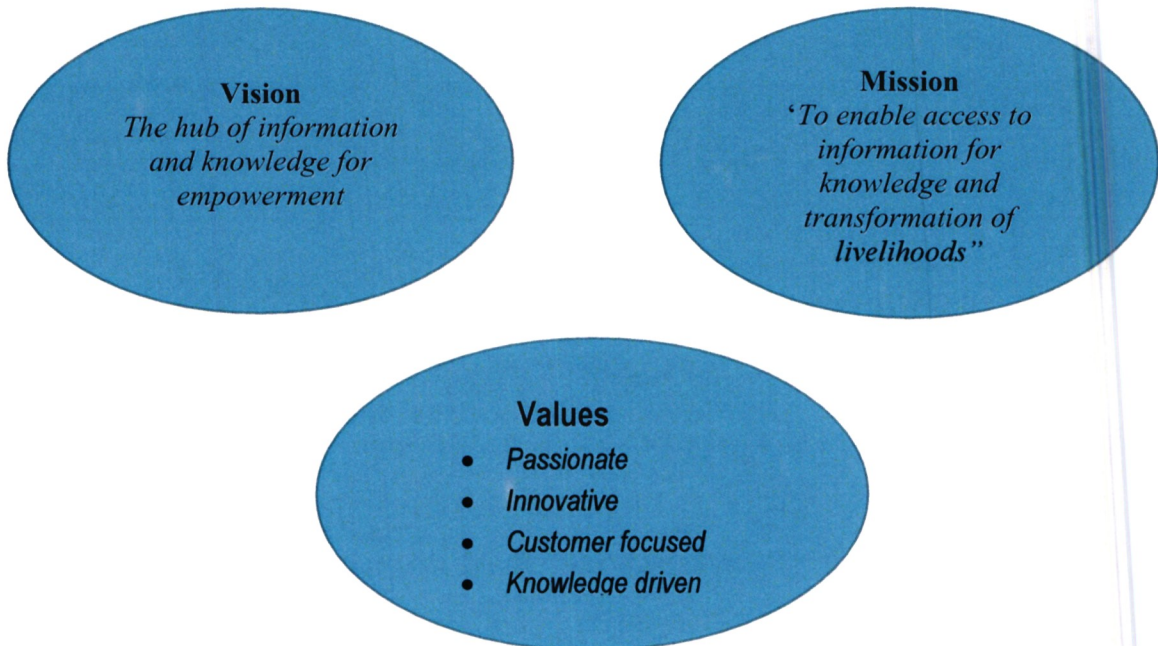 Vision
The hub of information
and knowledge for
empowerment
Mission
‘To enable access to
information for
knowledge and
transformation of
livelihoods”
Values
• Passionate
• Innovative
• Customer focused
• Knowledge driven